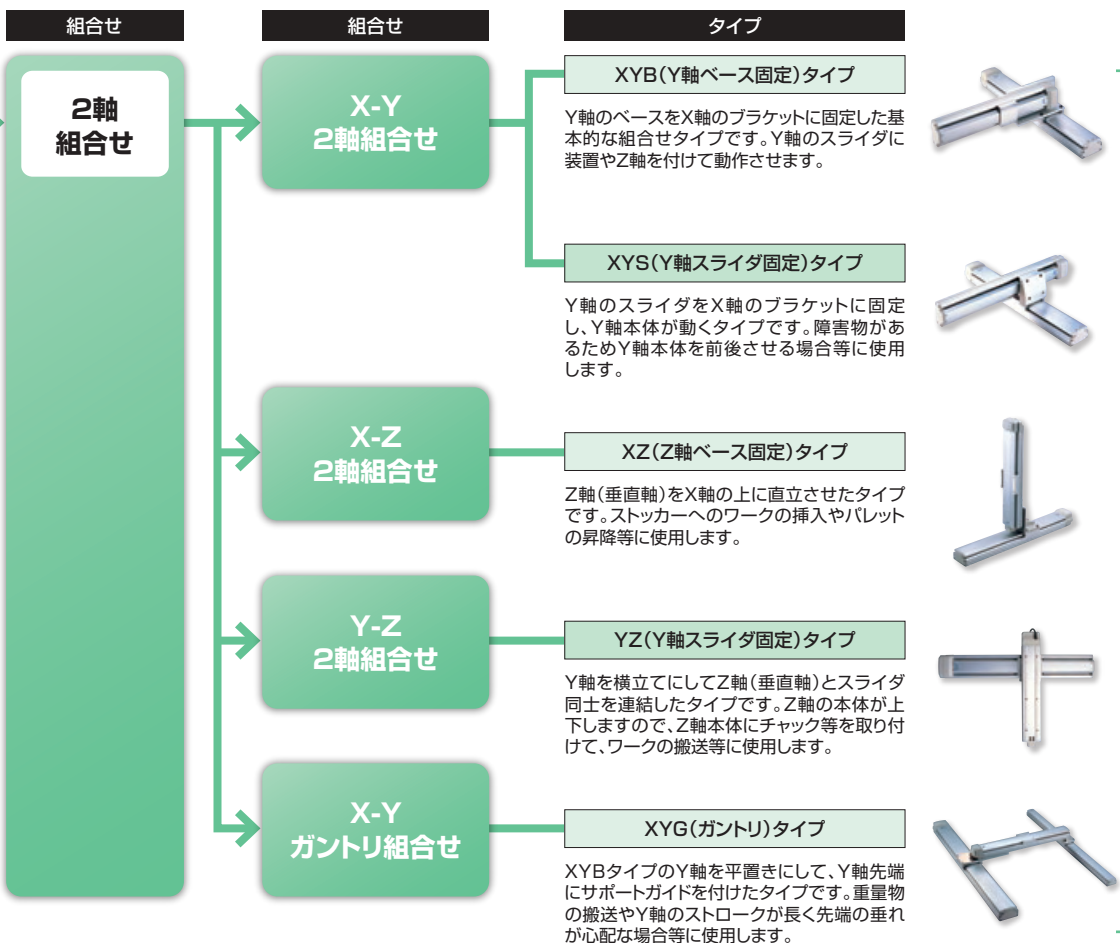 組合せ
組合せ
タイプ
2軸
組合せ
X-Y
2軸組合せ
XYB(Y軸ベース固定)タイプ
Y軸のベースをX軸のブラケットに固定した基
本的な組合せタイプです。Y軸のスライダに
装置やZ軸を付けて動作させます。
XYS(Y軸スライダ固定)タイプ
Y軸のスライダをX軸のブラケットに固定
し、Y軸本体が動くタイプです。障害物があ
るためY軸本体を前後させる場合等に使用
します。
X-Z
2軸組合せ
XZ(Z軸ベース固定)タイプ
Z軸(垂直軸)をX軸の上に直立させたタイプ
です。ストッカーへのワークの挿入やパレット
の昇降等に使用します。
Y-Z
2軸組合せ
YZ(Y軸スライダ固定)タイプ
Y軸を横立てにしてZ軸(垂直軸)とスライダ
同士を連結したタイプです。Z軸の本体が上
下しますので、Z軸本体にチャック等を取り付
けて、ワークの搬送等に使用します。
X-Y
ガントリ組合せ
XYG(ガントリ)タイプ
XYBタイプのY軸を平置きにして、Y軸先端
にサポートガイドを付けたタイプです。重量物
の搬送やY軸のストロークが長く先端の垂れ
が心配な場合等に使用します。